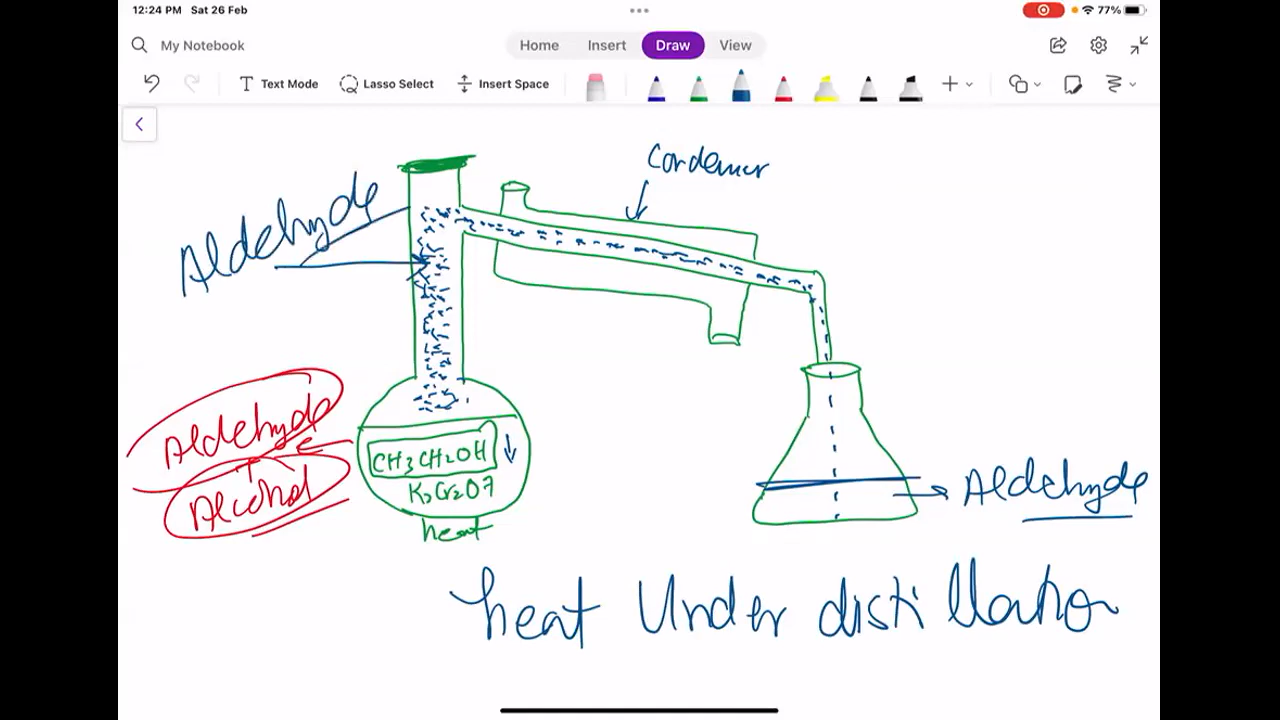 12:24 PM Sat 26 Feb
77%
My Notebook
Home Insert Draw View
Text Mode Lasso Select Insert Space
Condenser
Aldehyde
Aldehyde
Alcohol
CH3CH2OH
K2Cr2O7
heat
Aldehyde
heat Under distillation